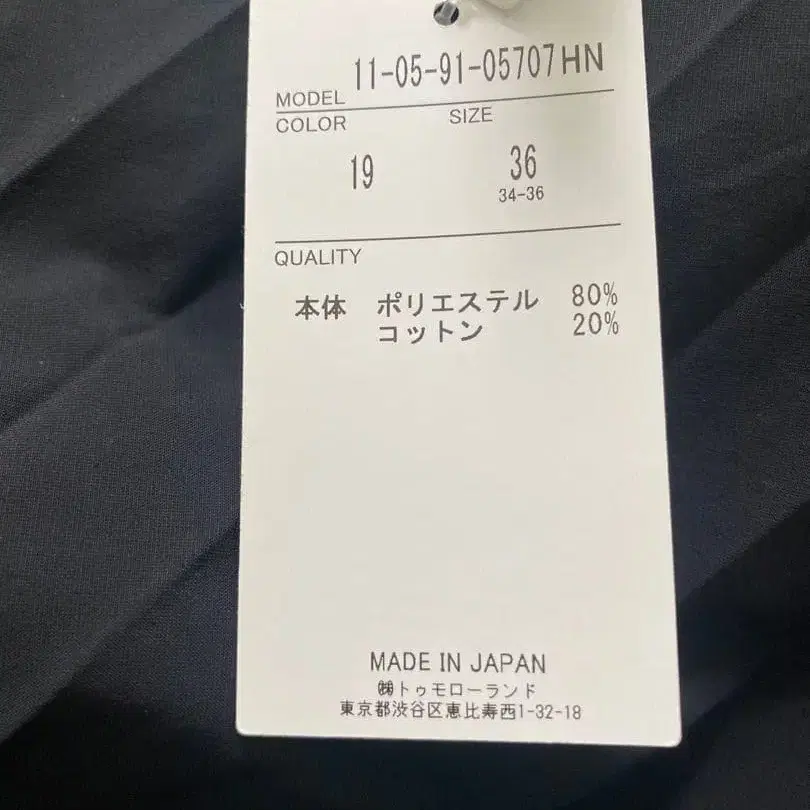 MODEL 11-05-91-05707HN
COLOR SIZE
19 36
34-36
QUALITY
本体 ポリエステル 80%
コットン 20%
MADE IN JAPAN
㈱トゥモローランド
東京都渋谷区恵比寿西1-32-18